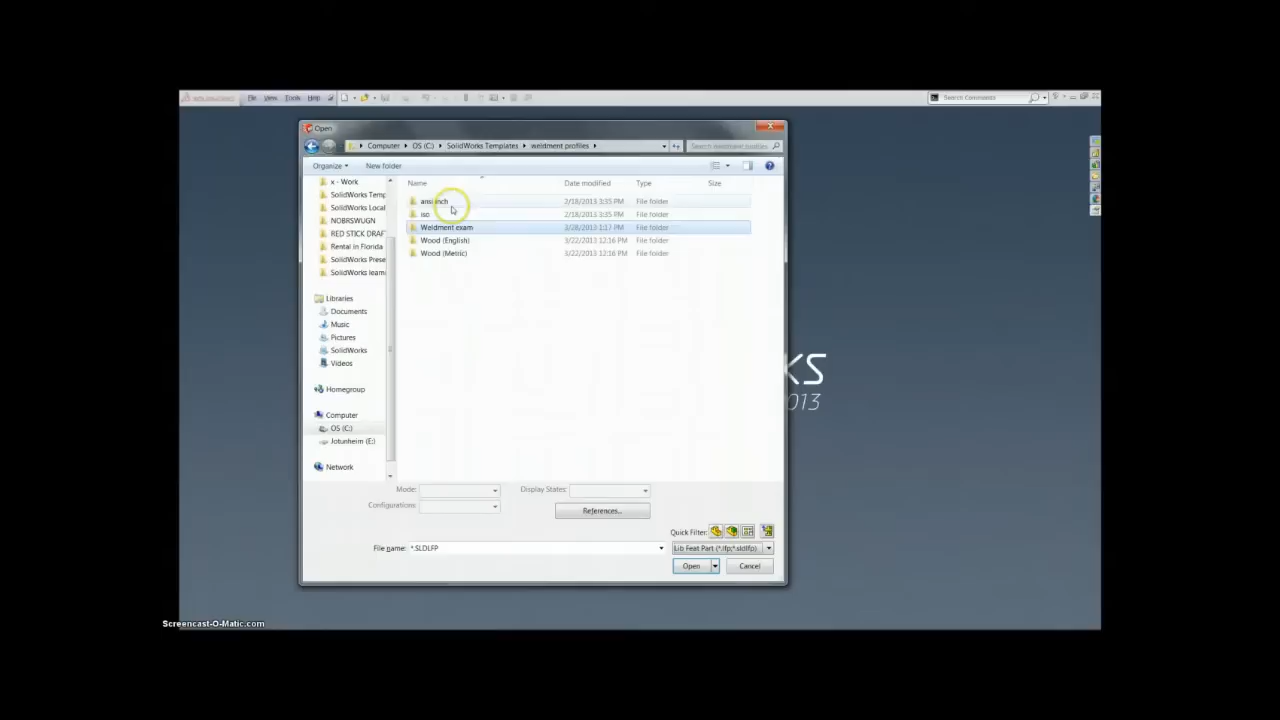 File View Tools Help
Search Commands
Open
Computer OS (C:) SolidWorks Templates weldment profiles
Search weldment profiles
Organize New folder
Name Date modified Type Size
x - Work
SolidWorks Temp
SolidWorks Local
NOBRSWUGN
RED STICK DRAF
Rental in Florida
SolidWorks Prese
SolidWorks learn
Libraries
Documents
Music
Pictures
SolidWorks
Videos
Homegroup
Computer
OS (C:)
Jotunheim (E:)
Network
ansi inch 2/18/2013 3:35 PM File folder
iso 2/18/2013 3:35 PM File folder
Weldment exam 3/28/2013 1:17 PM File folder
Wood (English) 3/22/2013 12:16 PM File folder
Wood (Metric) 3/22/2013 12:16 PM File folder
KS
013
Mode: Display States:
Configurations: References...
Quick Filter:
File name: *.SLDLFP Lib Feat Part (*.lfp;*.sldlfp)
Open Cancel
Screencast-O-Matic.com